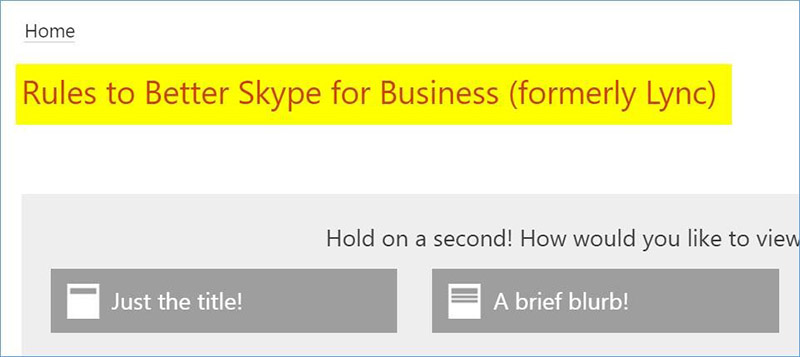 Home
Rules to Better Skype for Business (formerly Lync)
Hold on a second! How would you like to view
Just the title!
A brief blurb!